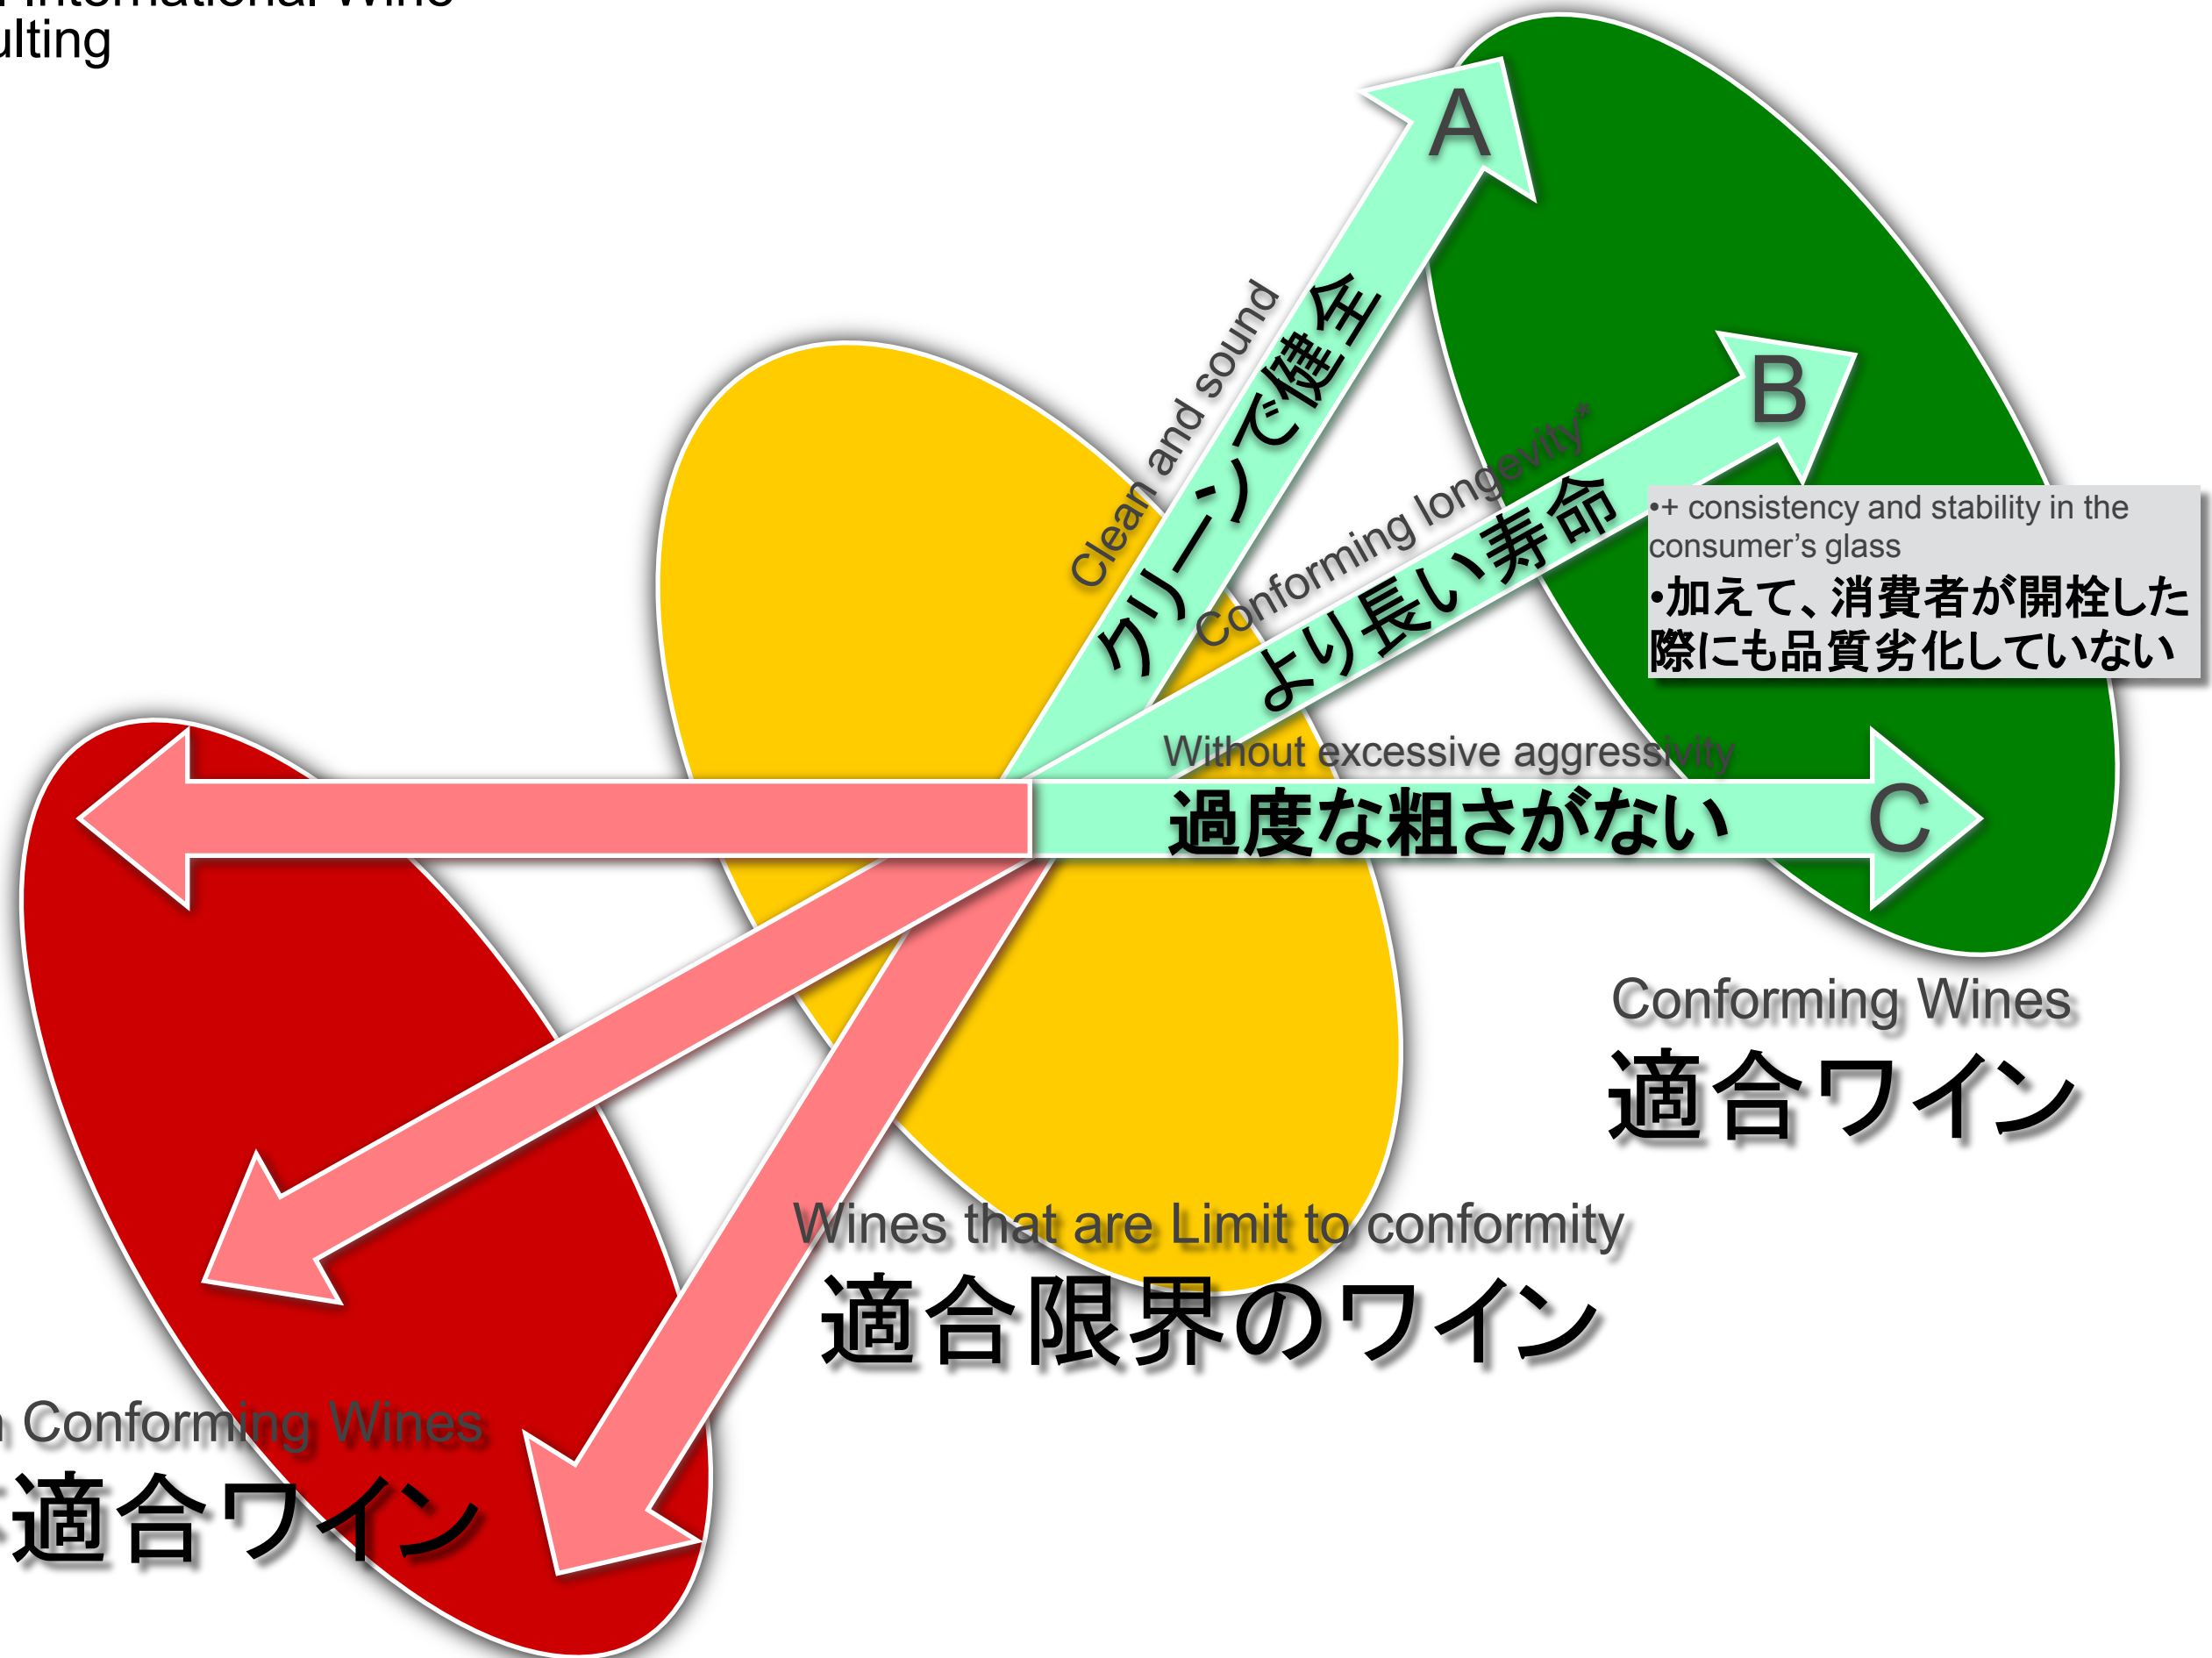 International Wine
A
Clean and sound
クリーンで健全
B
Conforming longevity*
より長い寿命
•+ consistency and stability in the
consumer’s glass
•加えて、消費者が開栓した
際にも品質劣化していない
Without excessive aggressivity
過度な粗さがない
C
Conforming Wines
適合ワイン
Wines that are Limit to conformity
適合限界のワイン
Conforming Wines
適合ワイン